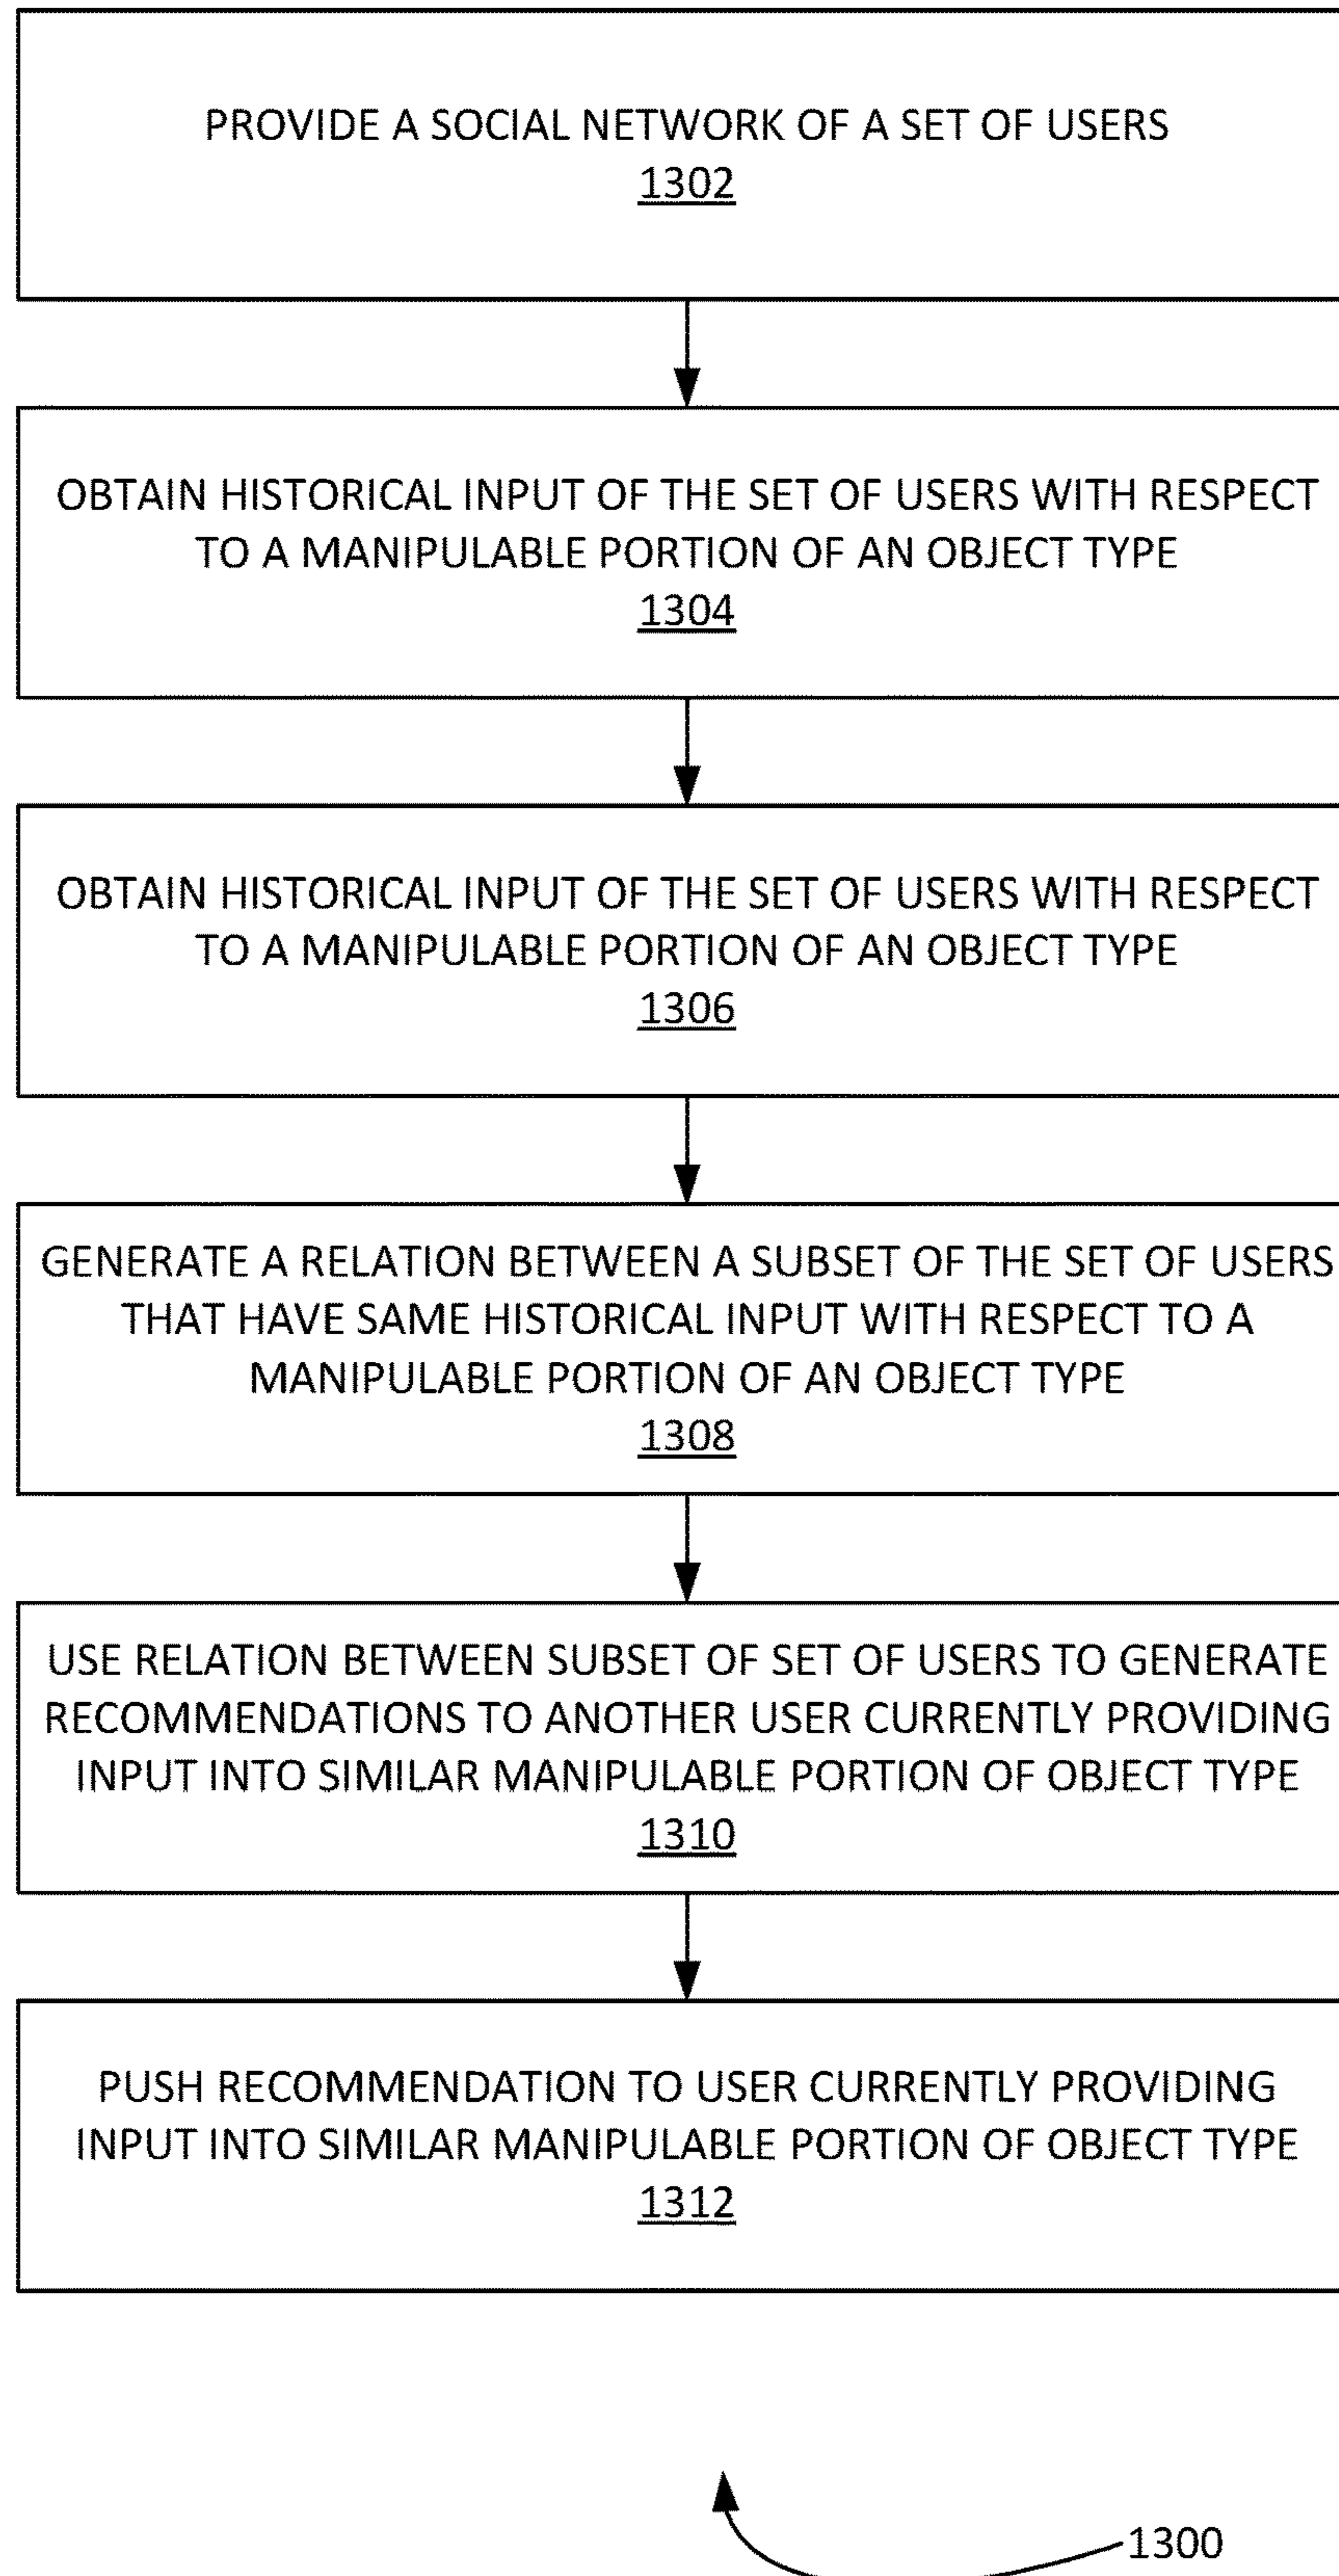 PROVIDE A SOCIAL NETWORK OF A SET OF USERS
1302
OBTAIN HISTORICAL INPUT OF THE SET OF USERS WITH RESPECT
TO A MANIPULABLE PORTION OF AN OBJECT TYPE
1304
OBTAIN HISTORICAL INPUT OF THE SET OF USERS WITH RESPECT
TO A MANIPULABLE PORTION OF AN OBJECT TYPE
1306
GENERATE A RELATION BETWEEN A SUBSET OF THE SET OF USERS
THAT HAVE SAME HISTORICAL INPUT WITH RESPECT TO A
MANIPULABLE PORTION OF AN OBJECT TYPE
1308
USE RELATION BETWEEN SUBSET OF SET OF USERS TO GENERATE
RECOMMENDATIONS TO ANOTHER USER CURRENTLY PROVIDING
INPUT INTO SIMILAR MANIPULABLE PORTION OF OBJECT TYPE
1310
PUSH RECOMMENDATION TO USER CURRENTLY PROVIDING
INPUT INTO SIMILAR MANIPULABLE PORTION OF OBJECT TYPE
1312
1300